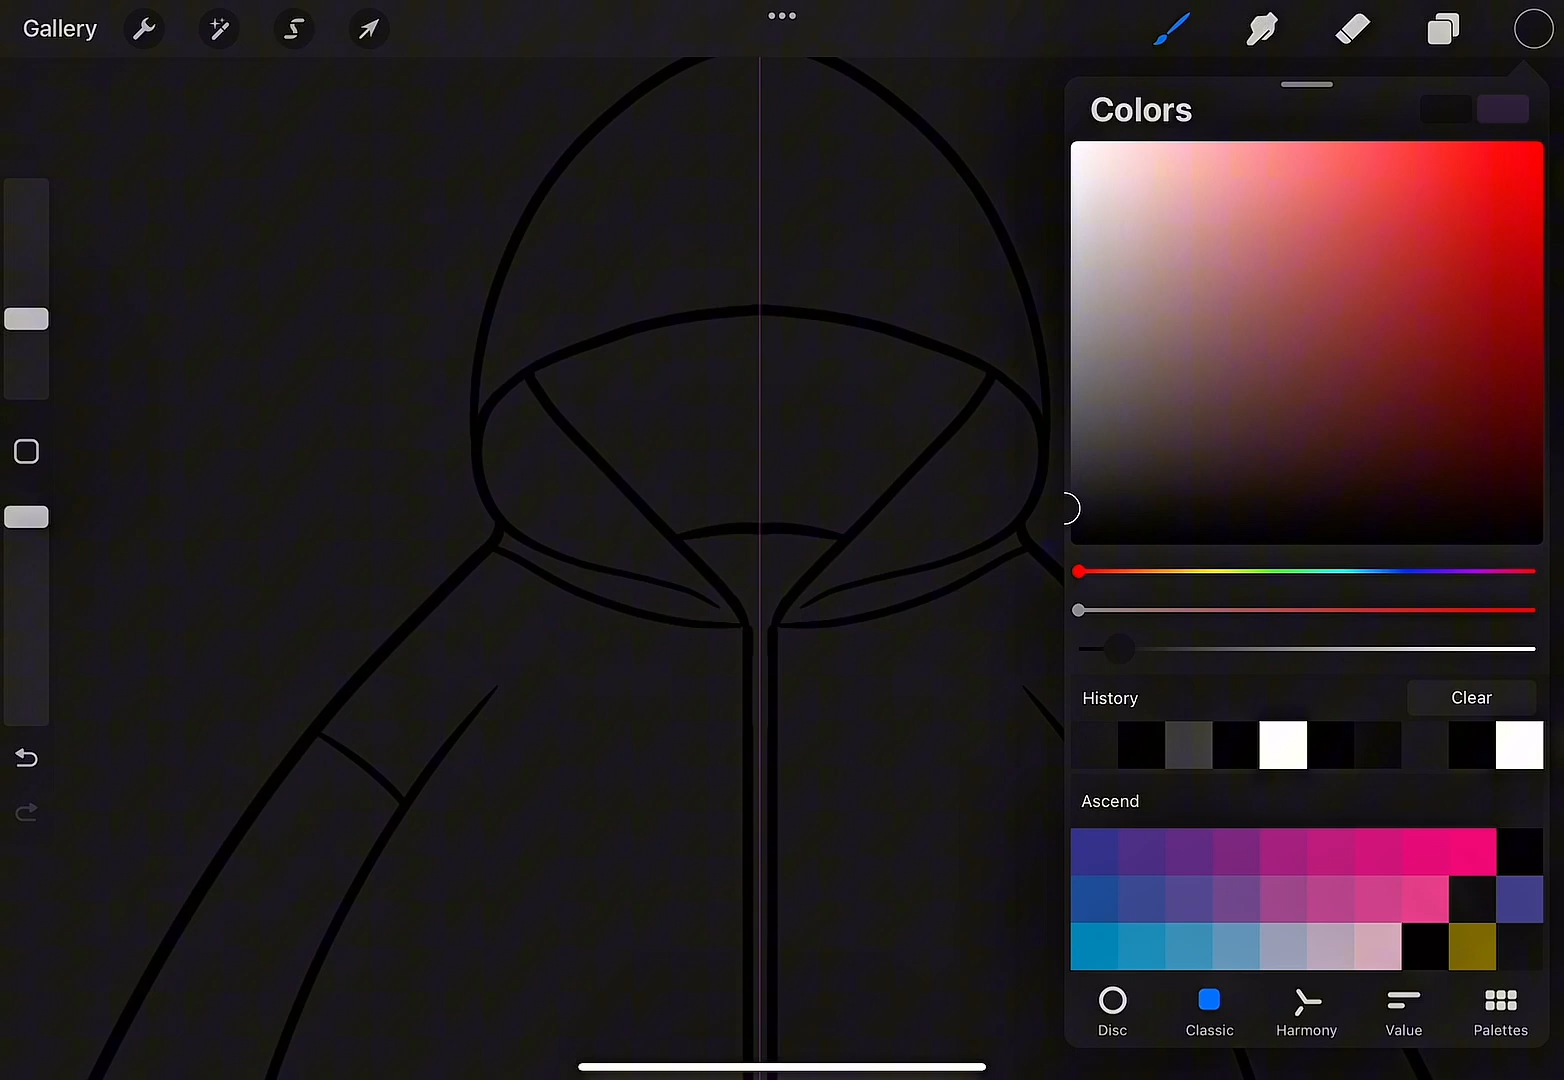 Gallery
Colors
History
Clear
Ascend
Disc
Classic
Harmony
Value
Palettes